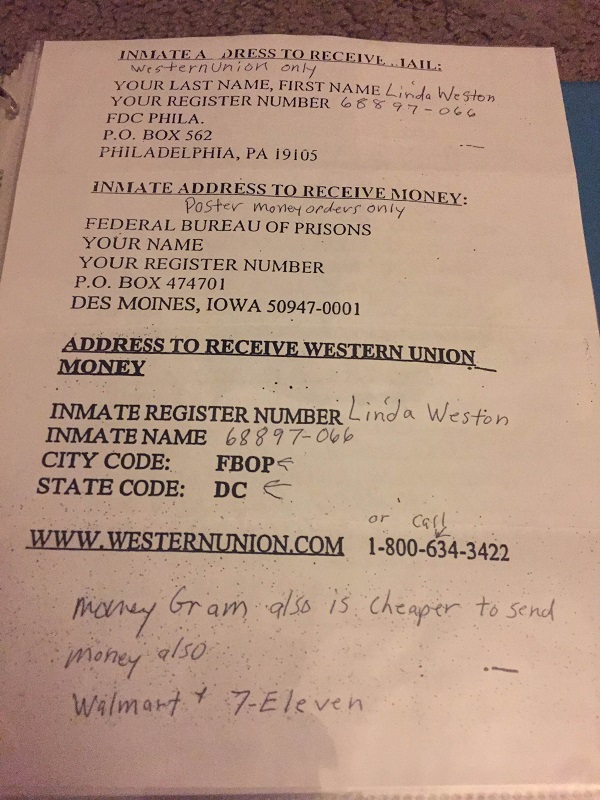 INMATE A DRESS TO RECEIVE AIL:
Western Union only
YOUR LAST NAME, FIRST NAME Linda Weston
YOUR REGISTER NUMBER 68897-066
FDC PHILA.
P.O. BOX 562
PHILADELPHIA, PA 19105
INMATE ADDRESS TO RECEIVE MONEY:
Poster money orders only
FEDERAL BUREAU OF PRISONS
YOUR NAME
YOUR REGISTER NUMBER
P.O. BOX 474701
DES MOINES, IOWA 50947-0001
ADDRESS TO RECEIVE WESTERN UNION
MONEY
INMATE REGISTER NUMBER Linda Weston
INMATE NAME 68897-066
CITY CODE: FBOP
STATE CODE: DC
or call
WWW.WESTERNUNION.COM 1-800-634-3422
money Gram also is cheaper to send
money also
Walmart + 7-Eleven